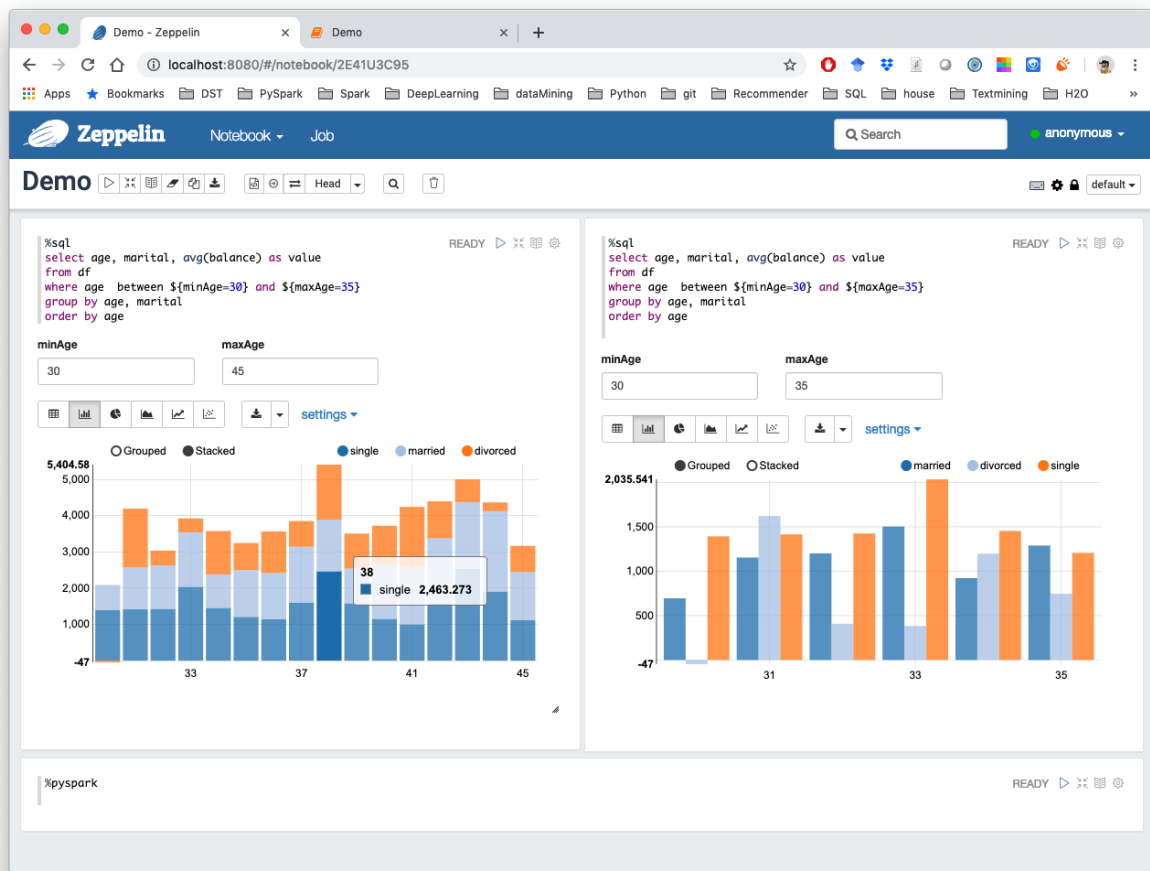 Demo - Zeppelin
Demo
localhost:8080/#/notebook/2E41U3C95
Apps Bookmarks DST PySpark Spark DeepLearning dataMining Python git Recommender SQL house Textmining H2O »
Zeppelin Notebook Job Search anonymous
Demo Head default
%sql
select age, marital, avg(balance) as value
from df
where age  between ${minAge=30} and ${maxAge=35}
group by age, marital
order by age
READY
minAge maxAge
30 45
settings
Grouped Stacked single married divorced
5,404.58
5,000
4,000
3,000
2,000
1,000
-47
38
single 2,463.273
33 37 41 45
%sql
select age, marital, avg(balance) as value
from df
where age  between ${minAge=30} and ${maxAge=35}
group by age, marital
order by age
READY
minAge maxAge
30 35
settings
Grouped Stacked married divorced single
2,035.541
1,500
1,000
500
-47
31 33 35
%pyspark
READY